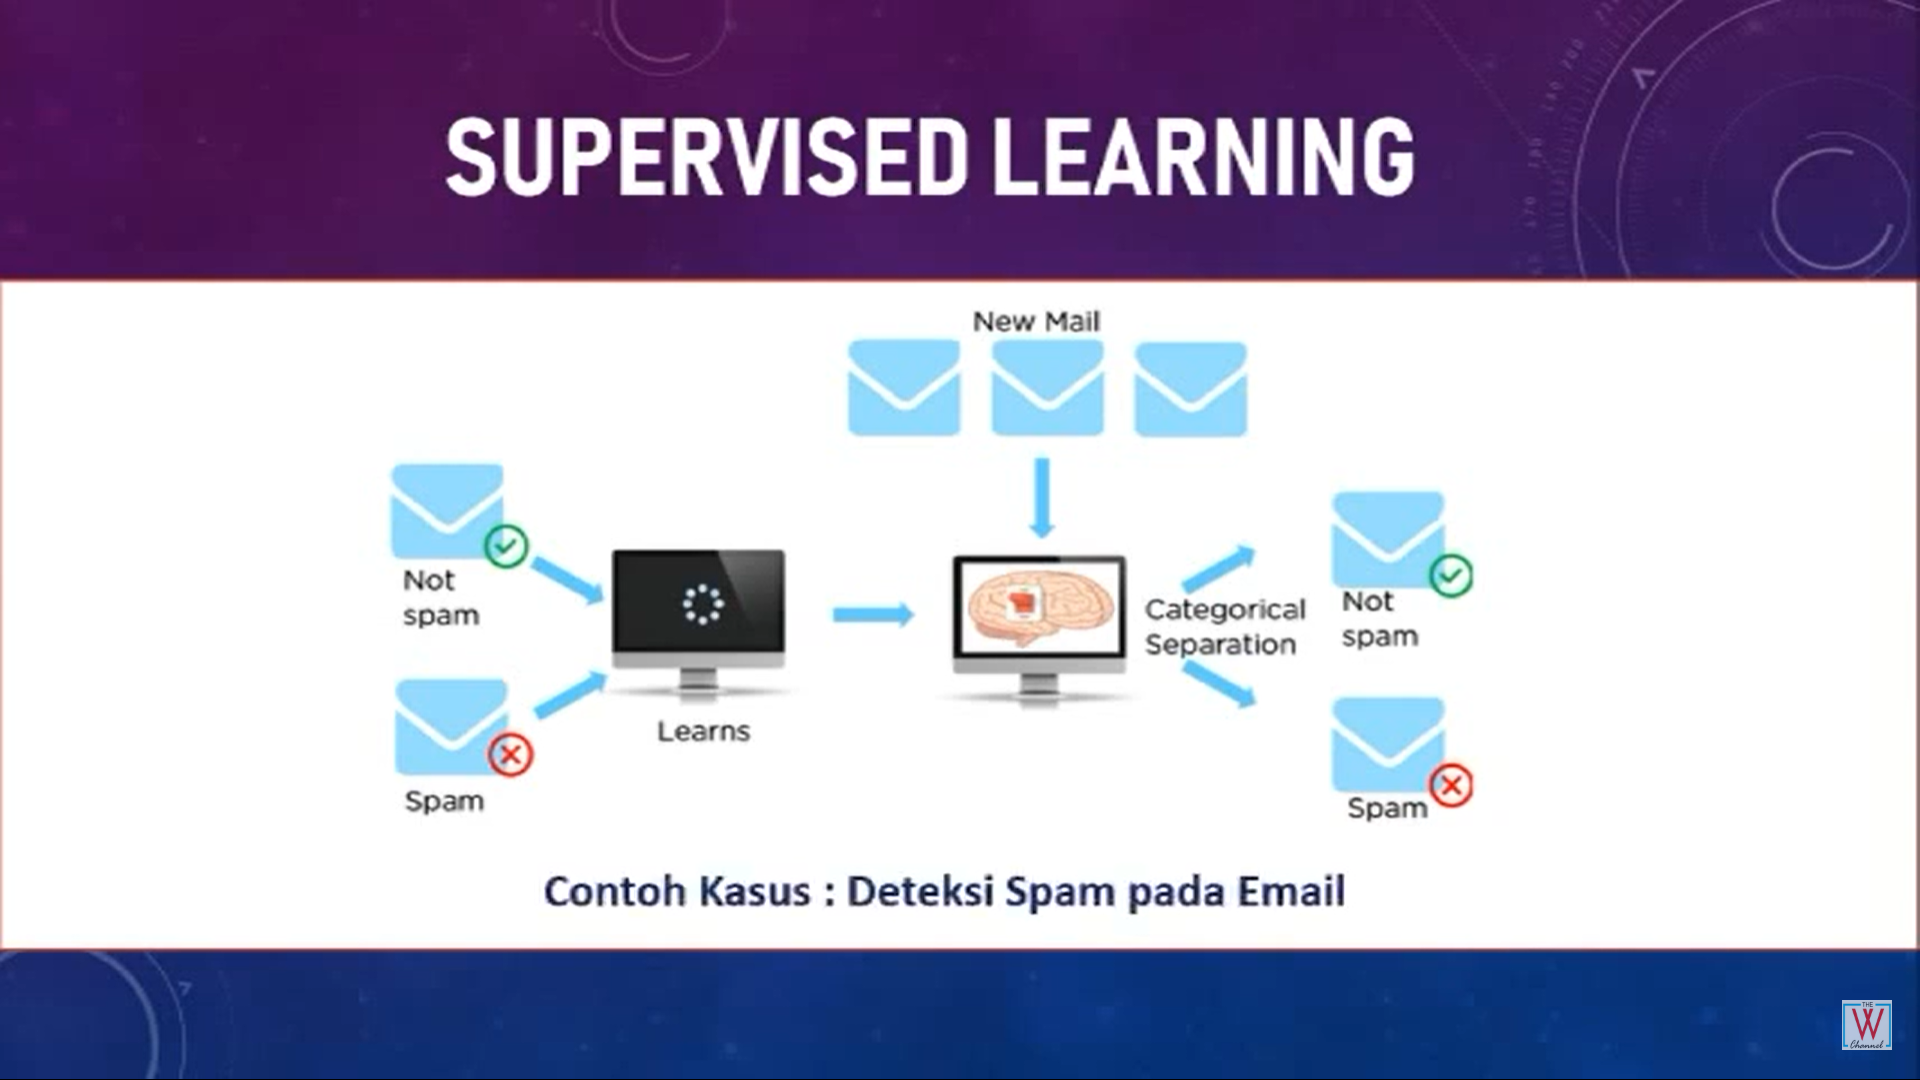 SUPERVISED LEARNING
New Mail
Not
spam
Spam
Learns
Categorical
Separation
Not
spam
Spam
Contoh Kasus : Deteksi Spam pada Email
THE
W
Channel